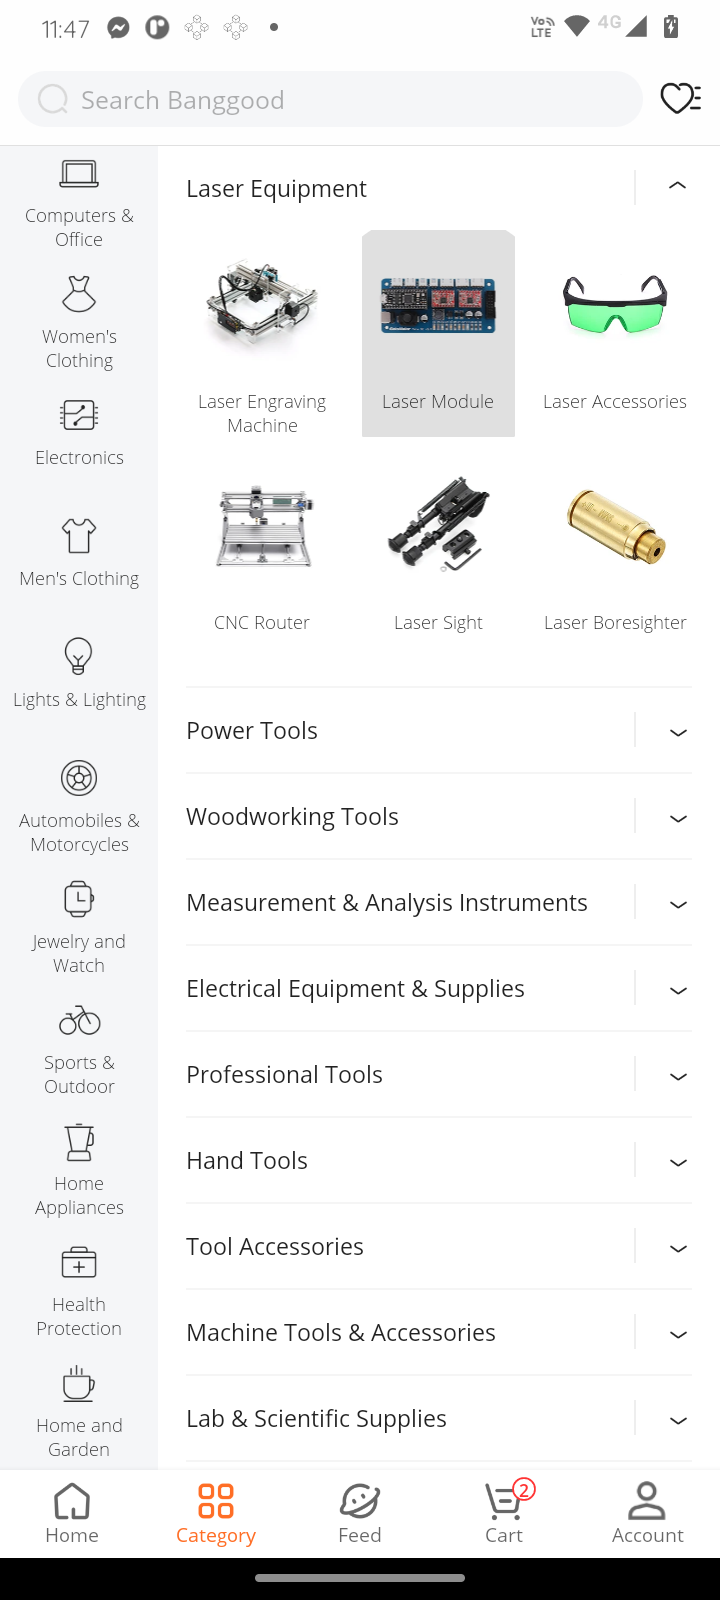 11:47
Vo
LTE
4G
Search Banggood
Computers &
Office
Women's
Clothing
Electronics
Men's Clothing
Lights & Lighting
Automobiles &
Motorcycles
Jewelry and
Watch
Sports &
Outdoor
Home
Appliances
Health
Protection
Home and
Garden
Laser Equipment
Laser Engraving
Machine
Laser Module
Laser Accessories
CNC Router
Laser Sight
Laser Boresighter
Power Tools
Woodworking Tools
Measurement & Analysis Instruments
Electrical Equipment & Supplies
Professional Tools
Hand Tools
Tool Accessories
Machine Tools & Accessories
Lab & Scientific Supplies
Home
Category
Feed
2
Cart
Account